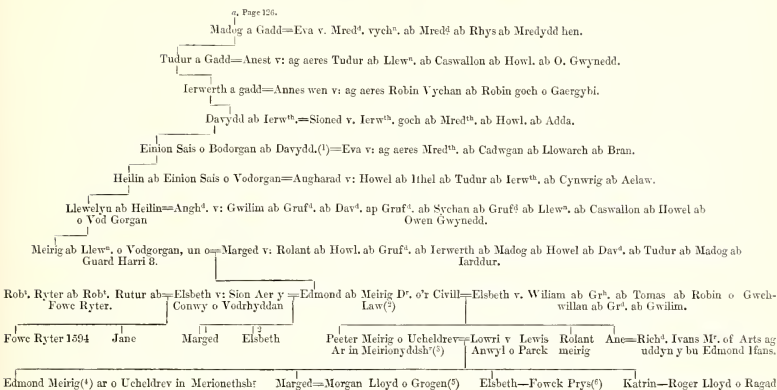 a, Page 126.
Madog a Gadd=Eva v. Mredᵈ. vychⁿ. ab Mredᵈ ab Rhys ab Mredydd hen.
Tudur a Gadd=Anest v: ag aeres Tudur ab Llewⁿ. ab Caswallon ab Howl. ab O. Gwynedd.
Ierwerth a gadd=Annes wen v: ag aeres Robin Vychan ab Robin goch o Gaergybi.
Davydd ab Ierwᵗʰ.=Sioned v. Ierwᵗʰ. goch ab Mredᵗʰ. ab Howl. ab Adda.
Einion Sais o Bodorgan ab Davydd.(¹)=Eva v: ag aeres Mredᵗʰ. ab Cadwgan ab Llowarch ab Bran.
Heilin ab Einion Sais o Vodorgan=Angharad v: Howel ab Ithel ab Tudur ab Ierwᵗʰ. ab Cynwrig ab Aelaw.
Llewelyn ab Heilin=Anghᵈ. v: Gwilim ab Grufᵈ. ab Davᵈ. ap Grufᵈ. ab Sychan ab Grufᵈ ab Llewⁿ. ab Caswallon ab Howel ab
o Vod Gorgan Owen Gwynedd.
Meirig ab Llewⁿ. o Vodgorgan, un o=Marged v: Rolant ab Howl. ab Grufᵈ. ab Ierwerth ab Madog ab Howel ab Davᵈ. ab Tudur ab Madog ab
Guard Harri 8. Iarddur.
Robᵗ. Ryter ab Robᵗ. Rutur ab=Elsbeth v: Sion Aer y=Edmond ab Meirig Dʳ. o'r Civill=Elsbeth v. Wiliam ab Grʰ. ab Tomas ab Robin o Gweh-
Fowc Ryter. Conwy o Vodrhyddan Law(²) willan ab Grᵈ. ab Gwilim.
Fowc Ryter 1594 Jane 1 Marged 2 Elsbeth Peeter Meirig o Ucheldrev=Lowri v Lewis Rolant Ane=Richᵈ. Ivans Mʳ. of Arts ag
Ar in Meirionyddshʳ(³) Anwyl o Parck meirig uddyn y bu Edmond Ifans.
Edmond Meirig(⁴) ar o Ucheldrev in Merionethshʳ Marged=Morgan Lloyd o Grogen(⁵) Elsbeth—Fowck Prys(⁶) Katrin—Roger Lloyd o Ragad